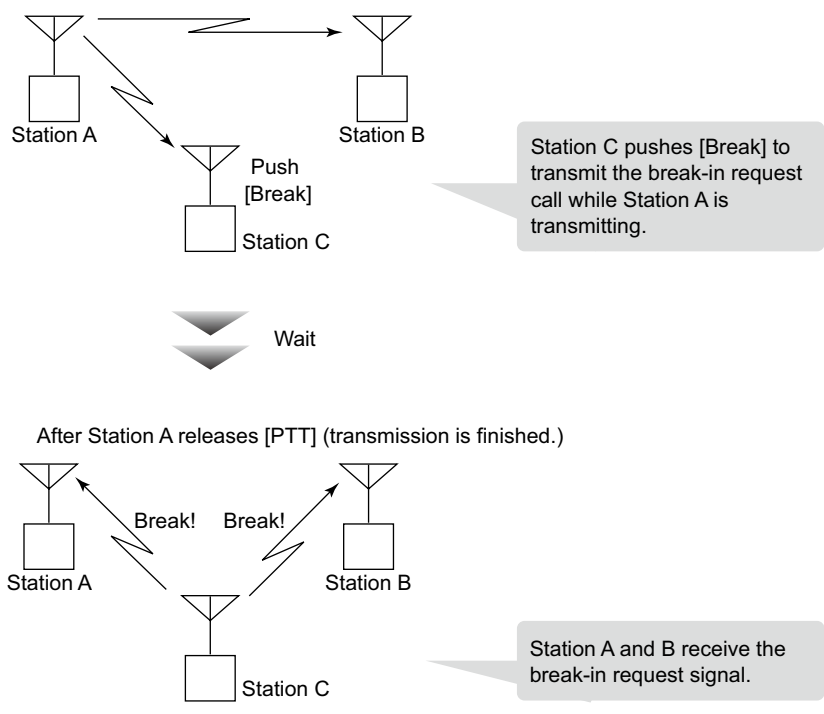 Station A
Station B
Push
[Break]
Station C
Station C pushes [Break] to
transmit the break-in request
call while Station A is
transmitting.
Wait
After Station A releases [PTT] (transmission is finished.)
Break!
Break!
Station A
Station B
Station C
Station A and B receive the
break-in request signal.